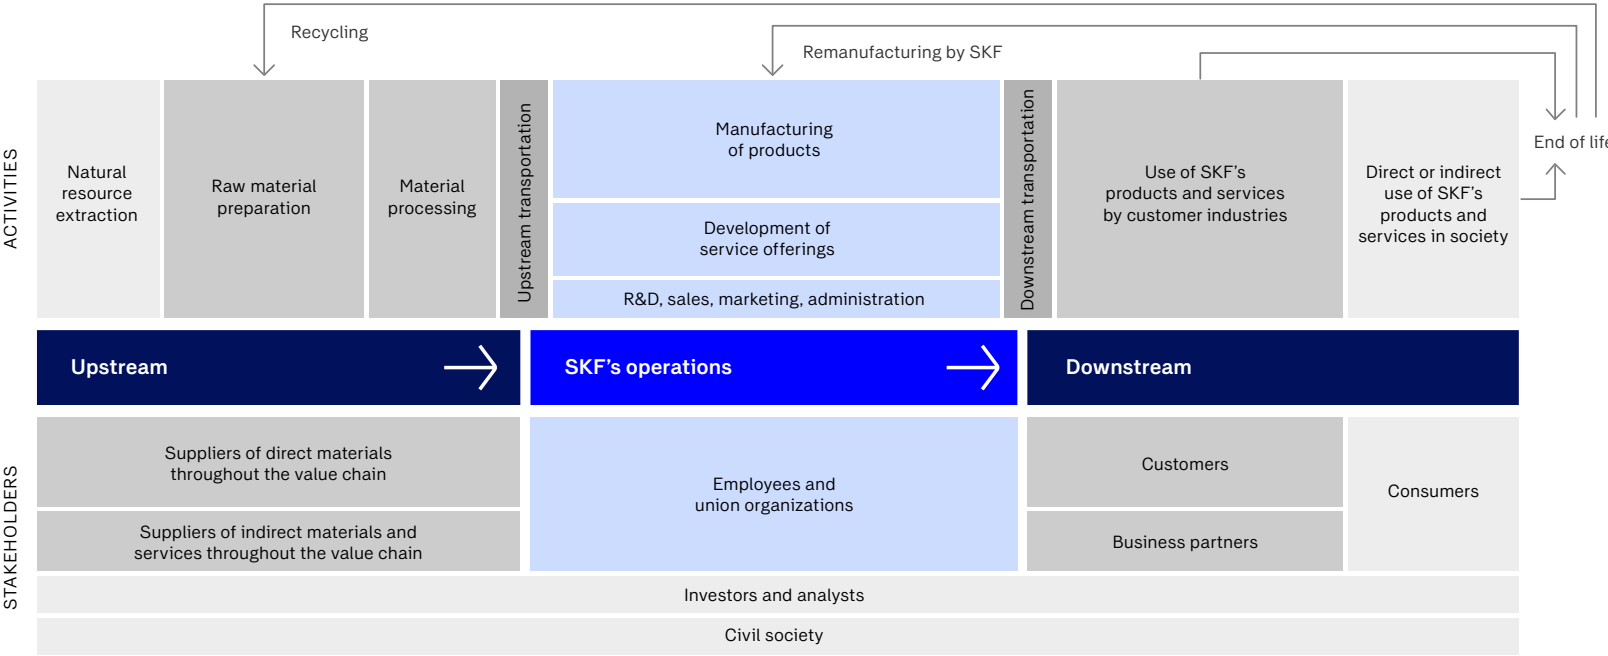 Recycling
Remanufacturing by SKF
ACTIVITIES
Natural
resource
extraction
Raw material
preparation
Material
processing
Upstream transportation
Manufacturing
of products
Development of
service offerings
R&D, sales, marketing, administration
Downstream transportation
Use of SKF's
products and services
by customer industries
Direct or indirect
use of SKF's
products and
services in society
End of life
Upstream
SKF's operations
Downstream
STAKEHOLDERS
Suppliers of direct materials
throughout the value chain
Suppliers of indirect materials and
services throughout the value chain
Employees and
union organizations
Customers
Business partners
Consumers
Investors and analysts
Civil society